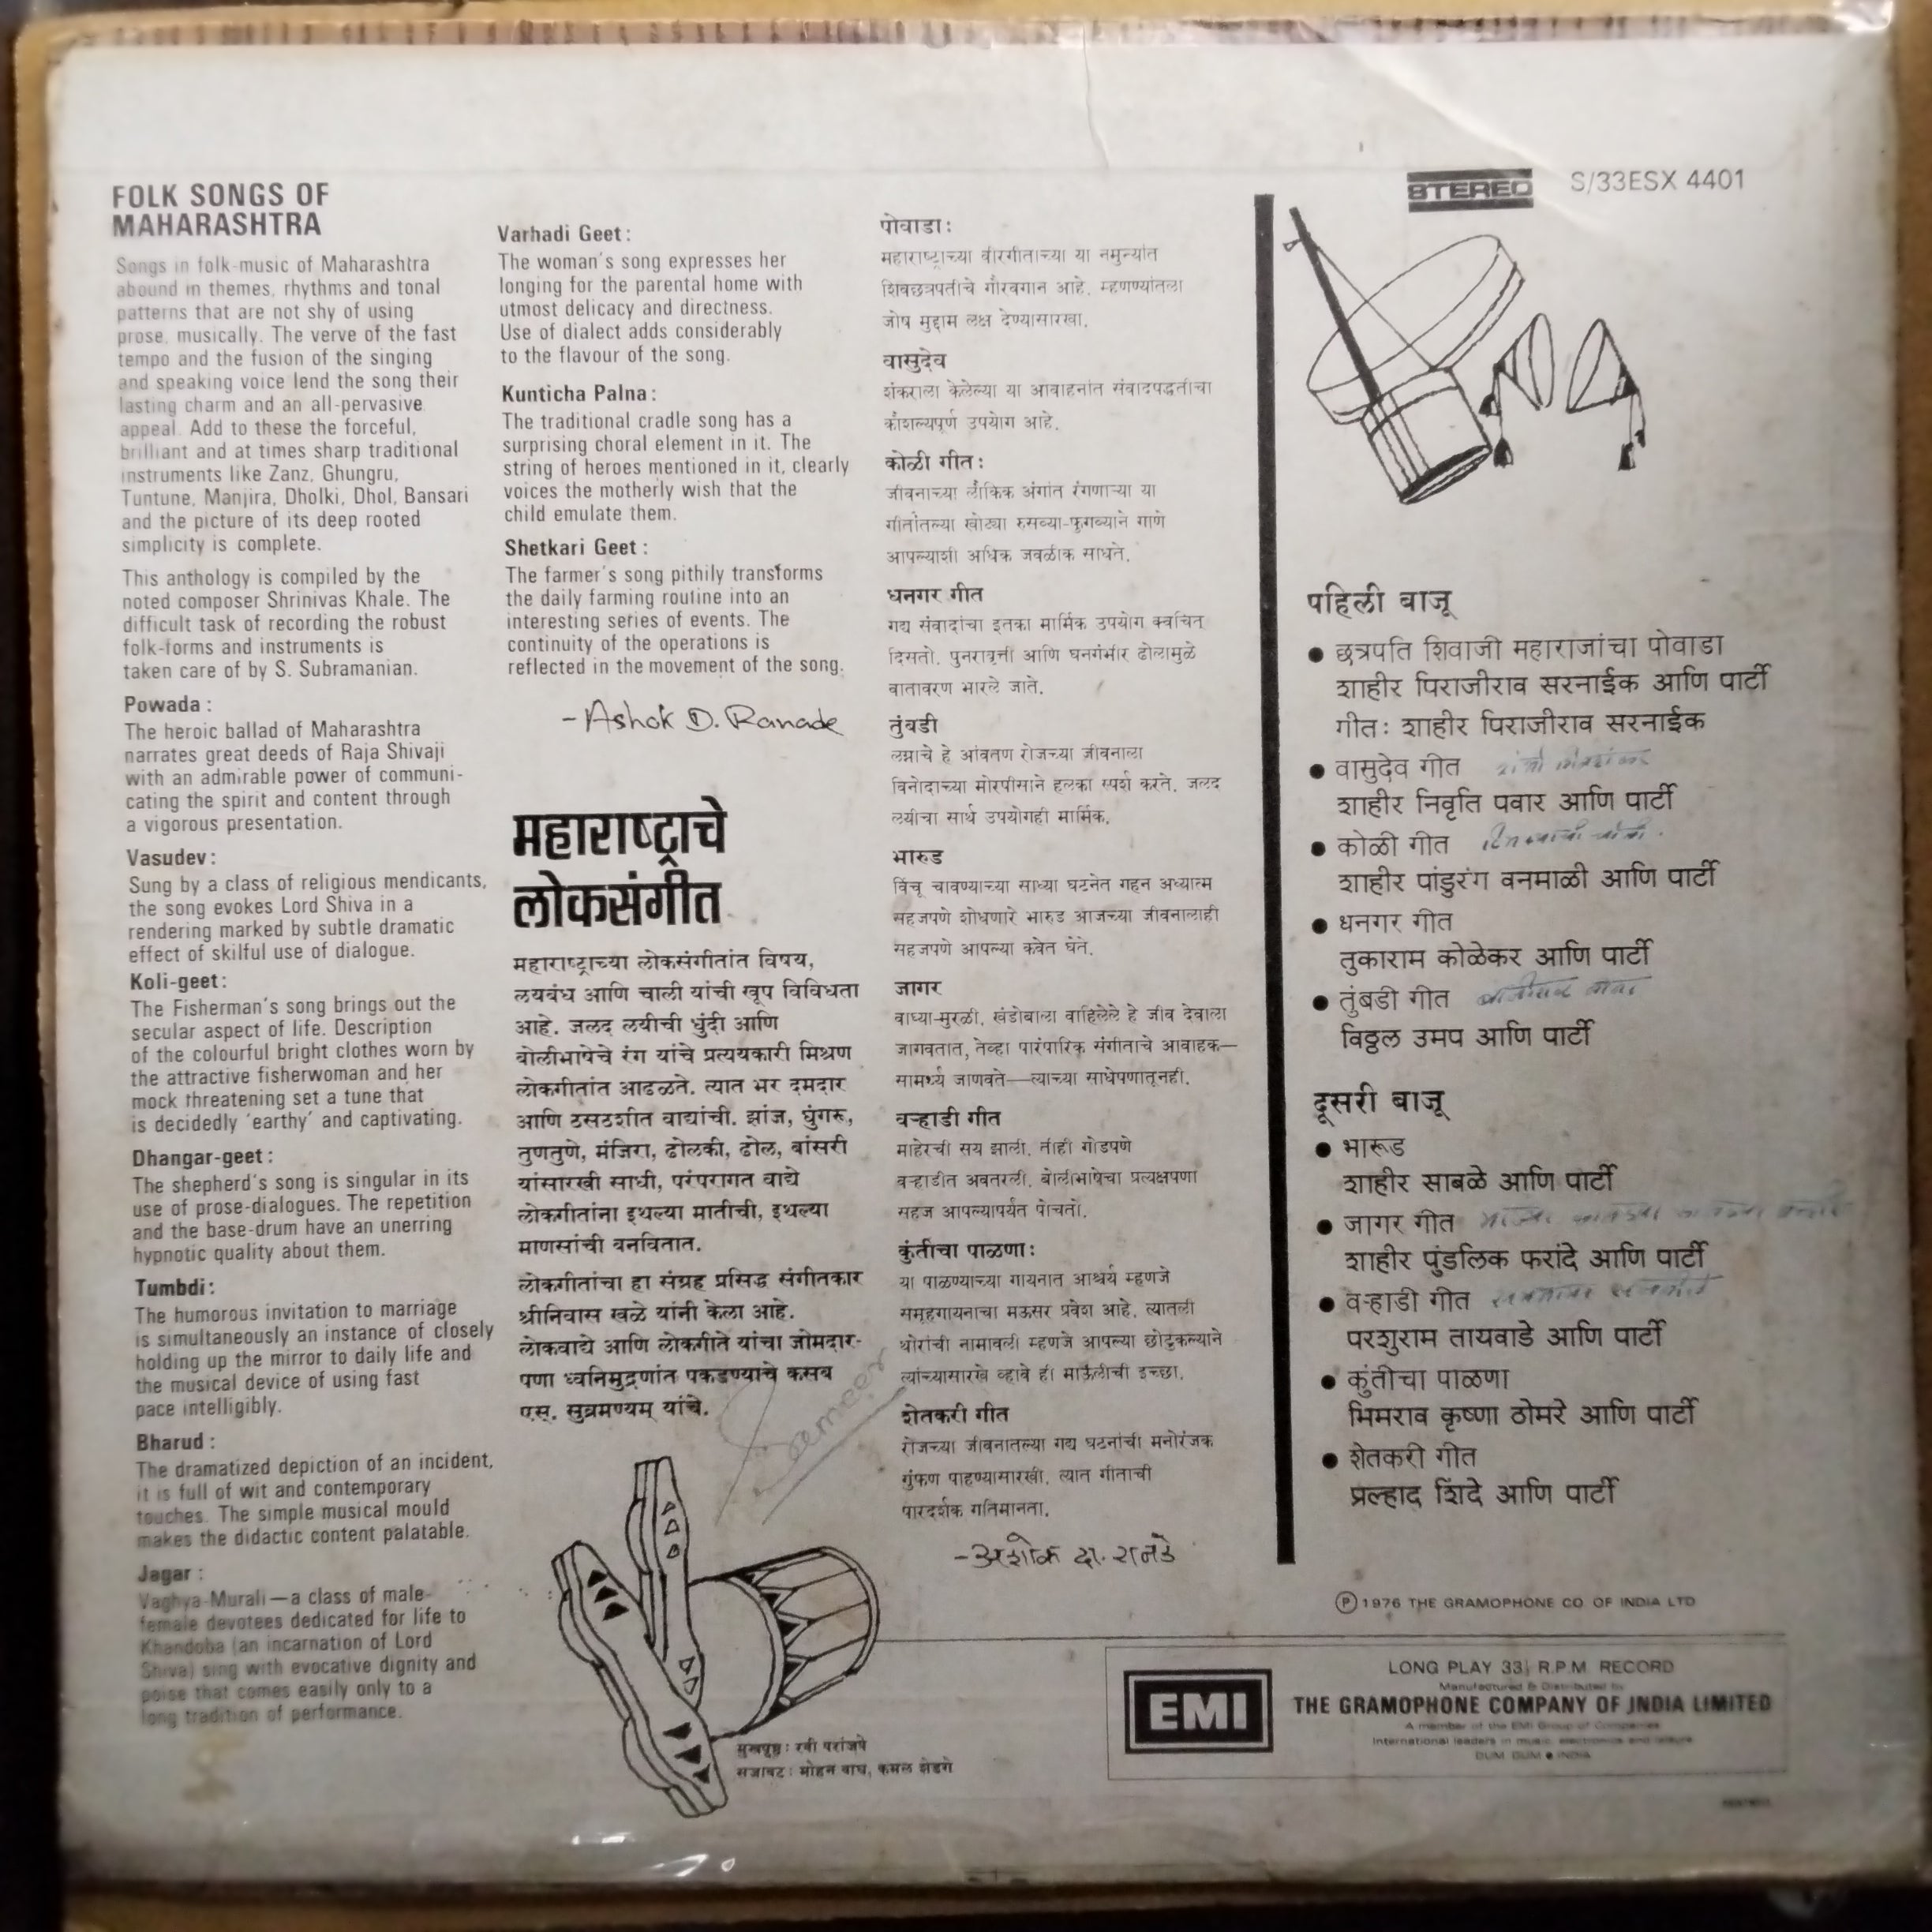 FOLK SONGS OF
MAHARASHTRA
Songs in folk-music of Maharashtra
abound in themes, rhythms and tonal
patterns that are not shy of using
prose, musically. The verve of the fast
tempo and the fusion of the singing
and speaking voice lend the song their
lasting charm and an all-pervasive
appeal. Add to these the forceful,
brilliant and at times sharp traditional
instruments like Zanz, Ghungru,
Tuntune, Manjira, Dholki, Dhol, Bansari
and the picture of its deep rooted
simplicity is complete.
This anthology is compiled by the
noted composer Shrinivas Khale. The
difficult task of recording the robust
folk-forms and instruments is
taken care of by S. Subramanian.
Powada :
The heroic ballad of Maharashtra
narrates great deeds of Raja Shivaji
with an admirable power of communi-
cating the spirit and content through
a vigorous presentation.
Vasudev :
Sung by a class of religious mendicants,
the song evokes Lord Shiva in a
rendering marked by subtle dramatic
effect of skilful use of dialogue.
Koli-geet :
The Fisherman's song brings out the
secular aspect of life. Description
of the colourful bright clothes worn by
the attractive fisherwoman and her
mock threatening set a tune that
is decidedly 'earthy' and captivating.
Dhangar-geet :
The shepherd's song is singular in its
use of prose-dialogues. The repetition
and the base-drum have an unerring
hypnotic quality about them.
Tumbdi :
The humorous invitation to marriage
is simultaneously an instance of closely
holding up the mirror to daily life and
the musical device of using fast
pace intelligibly.
Bharud :
The dramatized depiction of an incident,
it is full of wit and contemporary
touches. The simple musical mould
makes the didactic content palatable.
Jagar :
Vaghya-Murali—a class of male-
female devotees dedicated for life to
Khandoba (an incarnation of Lord
Shiva) sing with evocative dignity and
poise that comes easily only to a
long tradition of performance.
Varhadi Geet :
The woman's song expresses her
longing for the parental home with
utmost delicacy and directness.
Use of dialect adds considerably
to the flavour of the song.
Kunticha Palna :
The traditional cradle song has a
surprising choral element in it. The
string of heroes mentioned in it, clearly
voices the motherly wish that the
child emulate them.
Shetkari Geet :
The farmer's song pithily transforms
the daily farming routine into an
interesting series of events. The
continuity of the operations is
reflected in the movement of the song.
-Ashok D. Ranade
महाराष्ट्राचे
लोकसंगीत
महाराष्ट्राच्या लोकसंगीतांत विषय,
लयबंध आणि चाली यांची खूप विविधता
आहे. जलद लयीची धुंदी आणि
बोलीभाषेचे रंग यांचे प्रत्ययकारी मिश्रण
लोकगीतांत आढळते. त्यात भर दमदार
आणि ठसठशीत वाद्यांची. झांज, घुंगरू,
तुणतुणे, मंजिरा, ढोलकी, ढोल, बांसरी
यांसारखी साधी, परंपरागत वाद्ये
लोकगीतांना इथल्या मातीची, इथल्या
माणसांची बनवितात.
लोकगीतांचा हा संग्रह प्रसिद्ध संगीतकार
श्रीनिवास खळे यांनी केला आहे.
लोकवाद्ये आणि लोकगीते यांचा जोमदार-
पणा ध्वनिमुद्रणांत पकडण्याचे कसब
एस्. सुब्रमण्यम् यांचे.
Sameer
मुखपृष्ठ : रवी परांजपे
सजावट : मोहन वाघ, कमल शेडगे
पोवाडा :
महाराष्ट्राच्या वीरगीताच्या या नमुन्यांत
शिवछत्रपतींचे गौरवगान आहे. म्हणण्यांतला
जोष मुद्दाम लक्ष देण्यासारखा.
वासुदेव
शंकराला केलेल्या या आवाहनांत संवादपद्धतीचा
कौशल्यपूर्ण उपयोग आहे.
कोळी गीत :
जीवनाच्या लौकिक अंगांत रंगणाऱ्या या
गीतांतल्या खोट्या रुसव्या-फुगव्याने गाणे
आपल्याशी अधिक जवळीक साधते.
धनगर गीत
गद्य संवादांचा इतका मार्मिक उपयोग क्वचित
दिसतो. पुनरावृत्ती आणि घनगंभीर ढोलामुळे
वातावरण भारले जाते.
तुंबडी
लग्नाचे हे आंवतण रोजच्या जीवनाला
विनोदाच्या मोरपीसाने हलका स्पर्श करते. जलद
लयीचा सार्थ उपयोगही मार्मिक.
भारुड
विंचू चावण्याच्या साध्या घटनेत गहन अध्यात्म
सहजपणे शोधणारे भारुड आजच्या जीवनालाही
सहजपणे आपल्या कवेत घेते.
जागर
वाघ्या-मुरळी, खंडोबाला वाहिलेले हे जीव देवाला
जागवतात, तेव्हा पारंपारिक संगीताचे आवाहक—
सामर्थ्य जाणवते—त्याच्या साधेपणातूनही.
वऱ्हाडी गीत
माहेरची सय झाली, तीही गोडपणे
वऱ्हाडीत अवतरली. बोलीभाषेचा प्रत्यक्षपणा
सहज आपल्यापर्यंत पोचतो.
कुंतीचा पाळणा :
या पाळण्याच्या गायनात आश्चर्य म्हणजे
समूहगायनाचा मऊसर प्रवेश आहे. त्यातली
थोरांची नामावली म्हणजे आपल्या छोट्कल्याने
त्यांच्यासारखे व्हावे ही माऊलीची इच्छा.
शेतकरी गीत
रोजच्या जीवनातल्या गद्य घटनांची मनोरंजक
गुंफण पाहण्यासारखी. त्यात गीताची
पारदर्शक गतिमानता.
-अशोक दा. रानडे
STEREO S/33ESX 4401
पहिली बाजू
● छत्रपति शिवाजी महाराजांचा पोवाडा
शाहीर पिराजीराव सरनाईक आणि पार्टी
गीतः शाहीर पिराजीराव सरनाईक
● वासुदेव गीत
शाहीर निवृति पवार आणि पार्टी
● कोळी गीत
शाहीर पांडुरंग वनमाळी आणि पार्टी
● धनगर गीत
तुकाराम कोळेकर आणि पार्टी
● तुंबडी गीत
विठ्ठल उमप आणि पार्टी
दूसरी बाजू
● भारूड
शाहीर साबळे आणि पार्टी
● जागर गीत
शाहीर पुंडलिक फरांदे आणि पार्टी
● वऱ्हाडी गीत
परशुराम तायवाडे आणि पार्टी
● कुंतीचा पाळणा
भिमराव कृष्णा ठोमरे आणि पार्टी
● शेतकरी गीत
प्रल्हाद शिंदे आणि पार्टी
Ⓟ 1976 THE GRAMOPHONE CO. OF INDIA LTD
EMI
LONG PLAY 33⅓ R.P.M RECORD
Manufactured & Distributed by
THE GRAMOPHONE COMPANY OF INDIA LIMITED
A member of the EMI Group of Companies
International leaders in music, electronics and leisure
DUM DUM ● INDIA